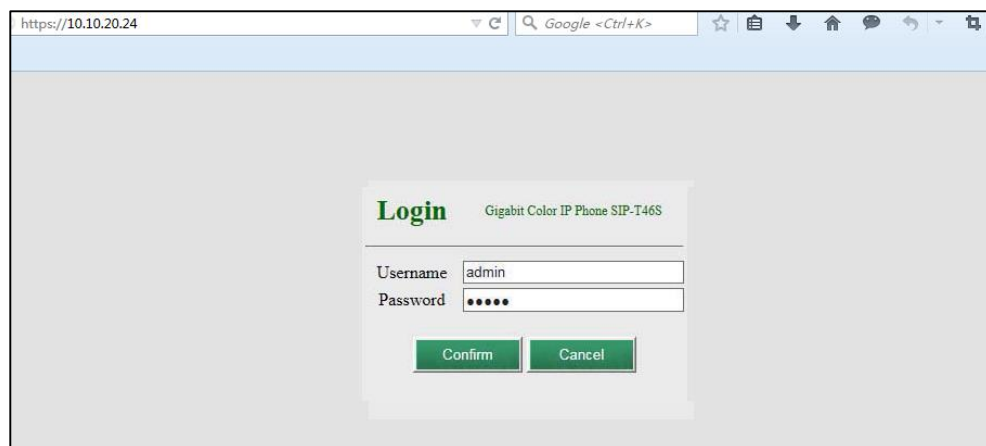 https://10.10.20.24
Google <Ctrl+K>
Login
Gigabit Color IP Phone SIP-T46S
Username
admin
Password
•••••
Confirm
Cancel